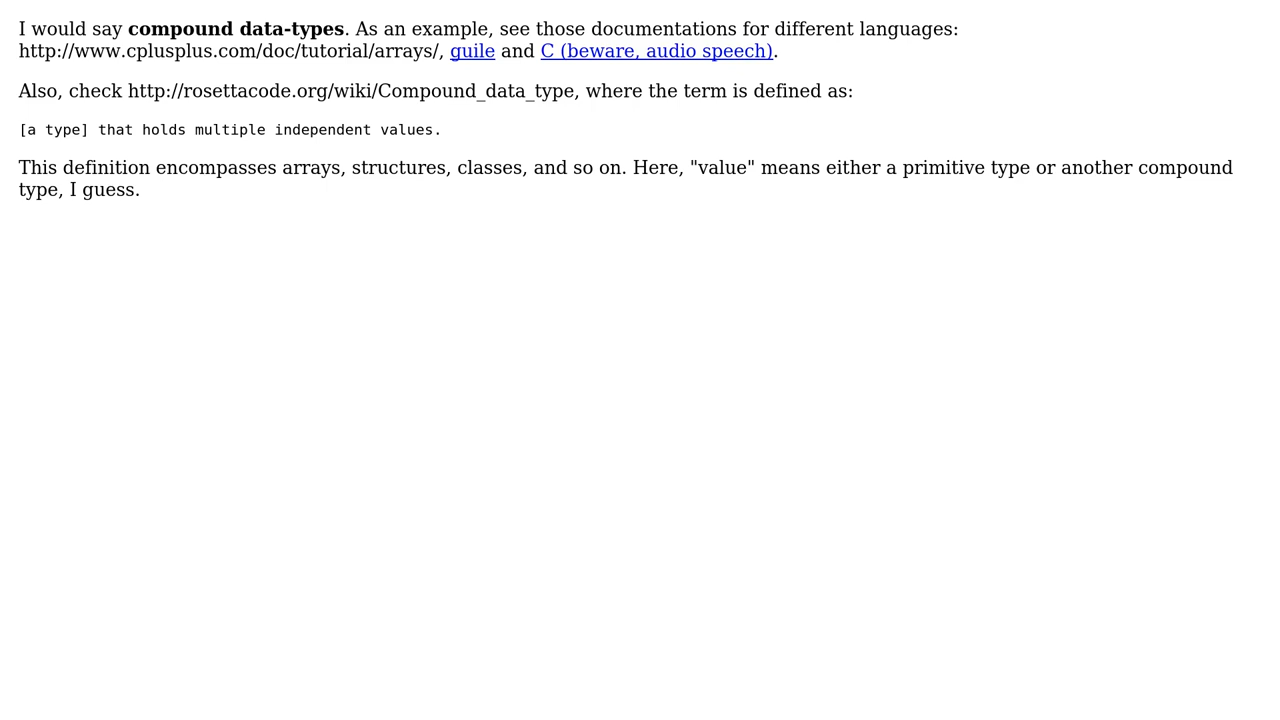 I would say compound data-types. As an example, see those documentations for different languages:
http://www.cplusplus.com/doc/tutorial/arrays/, guile and C (beware, audio speech).
Also, check http://rosettacode.org/wiki/Compound_data_type, where the term is defined as:
[a type] that holds multiple independent values.
This definition encompasses arrays, structures, classes, and so on. Here, "value" means either a primitive type or another compound
type, I guess.